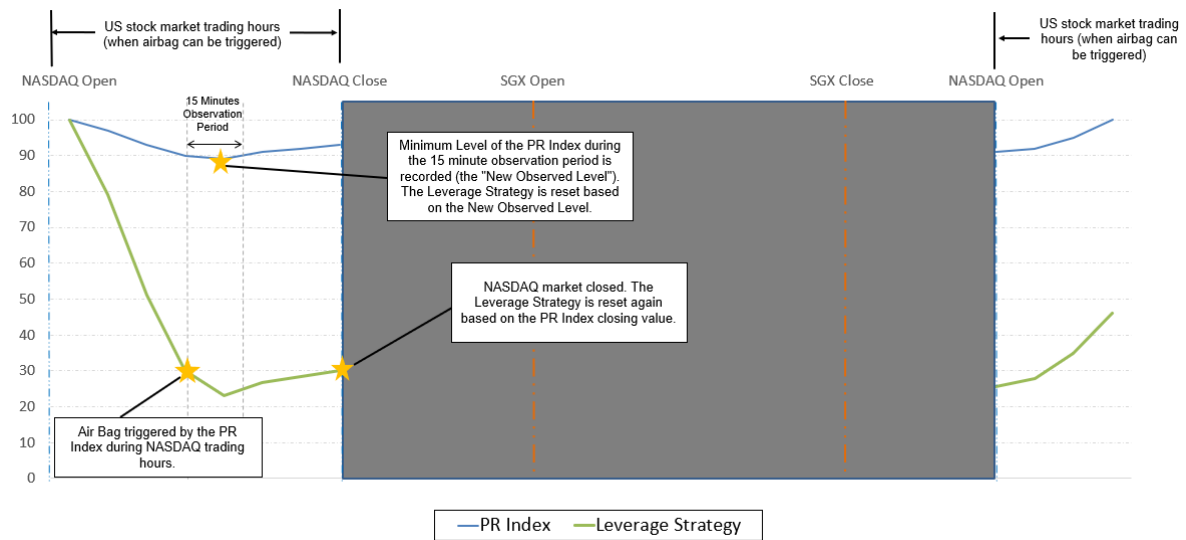 US stock market trading hours
(when airbag can be triggered)
US stock market trading
hours (when airbag can
be triggered)
NASDAQ Open
NASDAQ Close
SGX Open
SGX Close
NASDAQ Open
15 Minutes
Observation
Period
100
90
80
70
60
50
40
30
20
10
0
Minimum Level of the PR Index during
the 15 minute observation period is
recorded (the "New Observed Level").
The Leverage Strategy is reset based
on the New Observed Level.
NASDAQ market closed. The
Leverage Strategy is reset again
based on the PR Index closing value.
Air Bag triggered by the PR
Index during NASDAQ trading
hours.
PR Index
Leverage Strategy